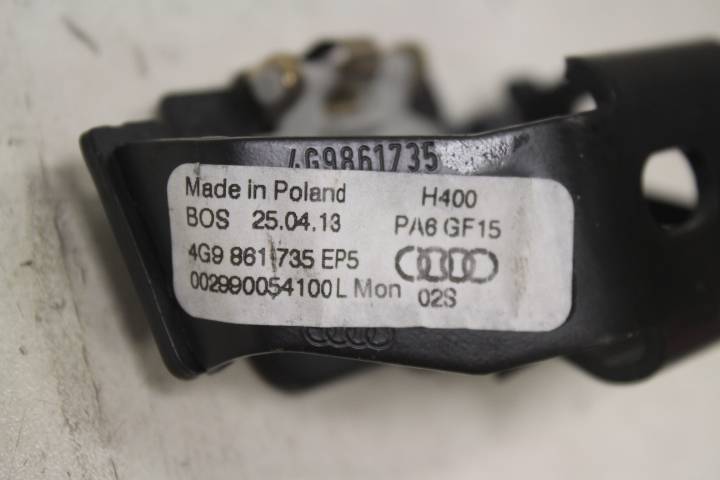 4G9861735
Made in Poland H400
BOS 25.04.13 PA6 GF15
4G9 861 735 EP5
002990054100L Mon 02S